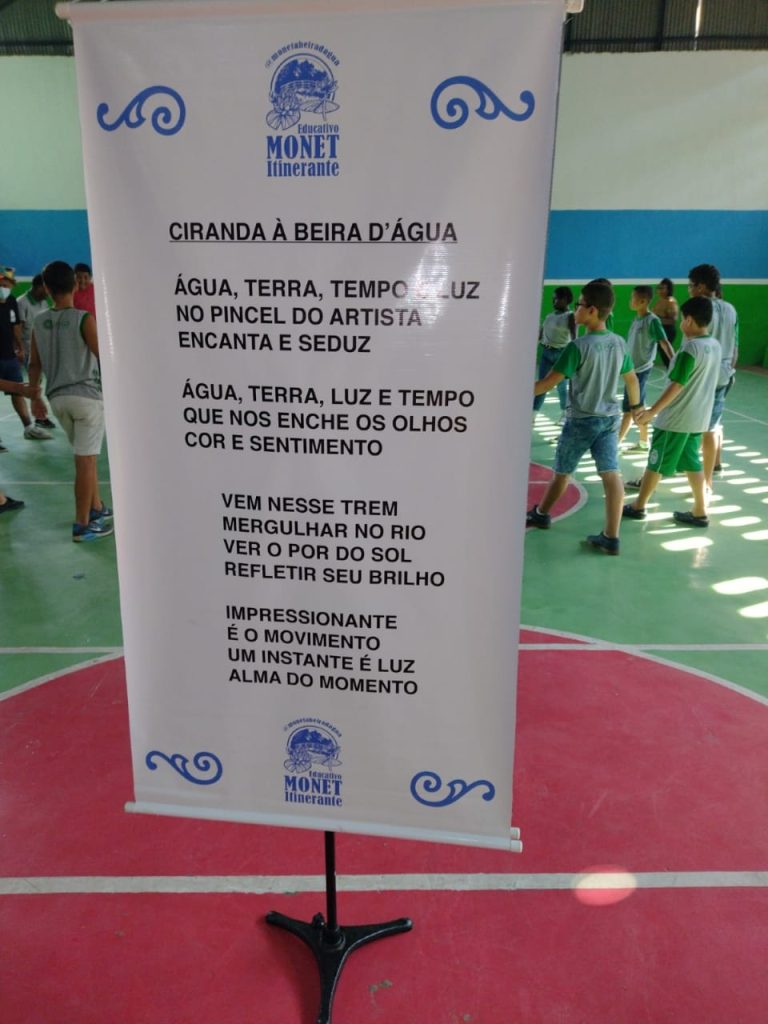 @monetabeiradagua
Educativo
MONET
Itinerante
CIRANDA À BEIRA D'ÁGUA
ÁGUA, TERRA, TEMPO E LUZ
NO PINCEL DO ARTISTA
ENCANTA E SEDUZ
ÁGUA, TERRA, LUZ E TEMPO
QUE NOS ENCHE OS OLHOS
COR E SENTIMENTO
VEM NESSE TREM
MERGULHAR NO RIO
VER O POR DO SOL
REFLETIR SEU BRILHO
IMPRESSIONANTE
É O MOVIMENTO
UM INSTANTE É LUZ
ALMA DO MOMENTO
@monetabeiradagua
Educativo
MONET
Itinerante